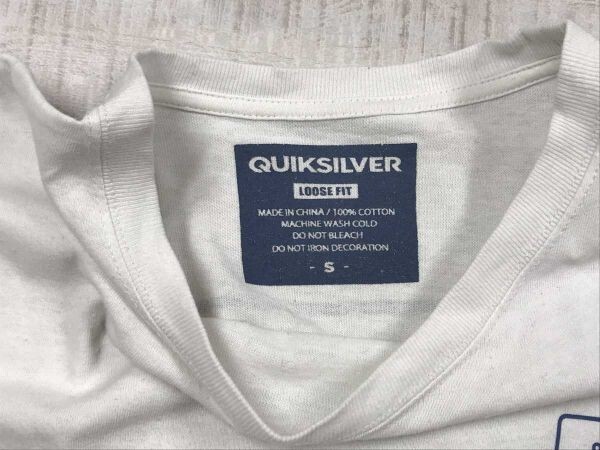 QUIKSILVER
LOOSE FIT
MADE IN CHINA / 100% COTTON
MACHINE WASH COLD
DO NOT BLEACH
DO NOT IRON DECORATION
- S -